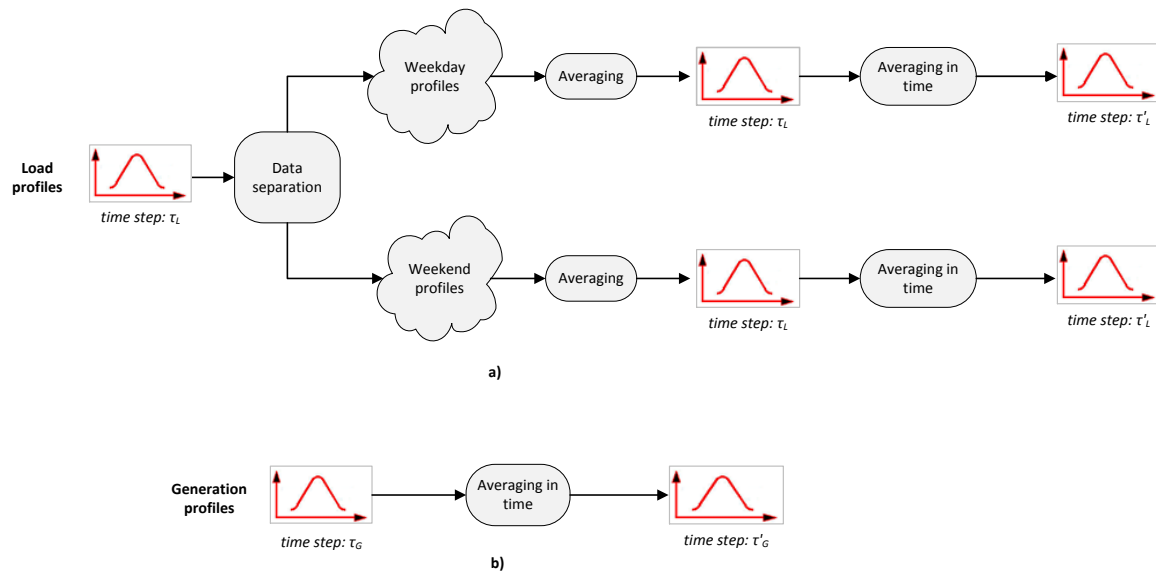 Weekday
profiles
Averaging
time step: τL
Averaging in
time
time step: τ'L
Load
profiles
time step: τL
Data
separation
Weekend
profiles
Averaging
time step: τL
Averaging in
time
time step: τ'L
a)
Generation
profiles
time step: τG
Averaging in
time
time step: τ'G
b)